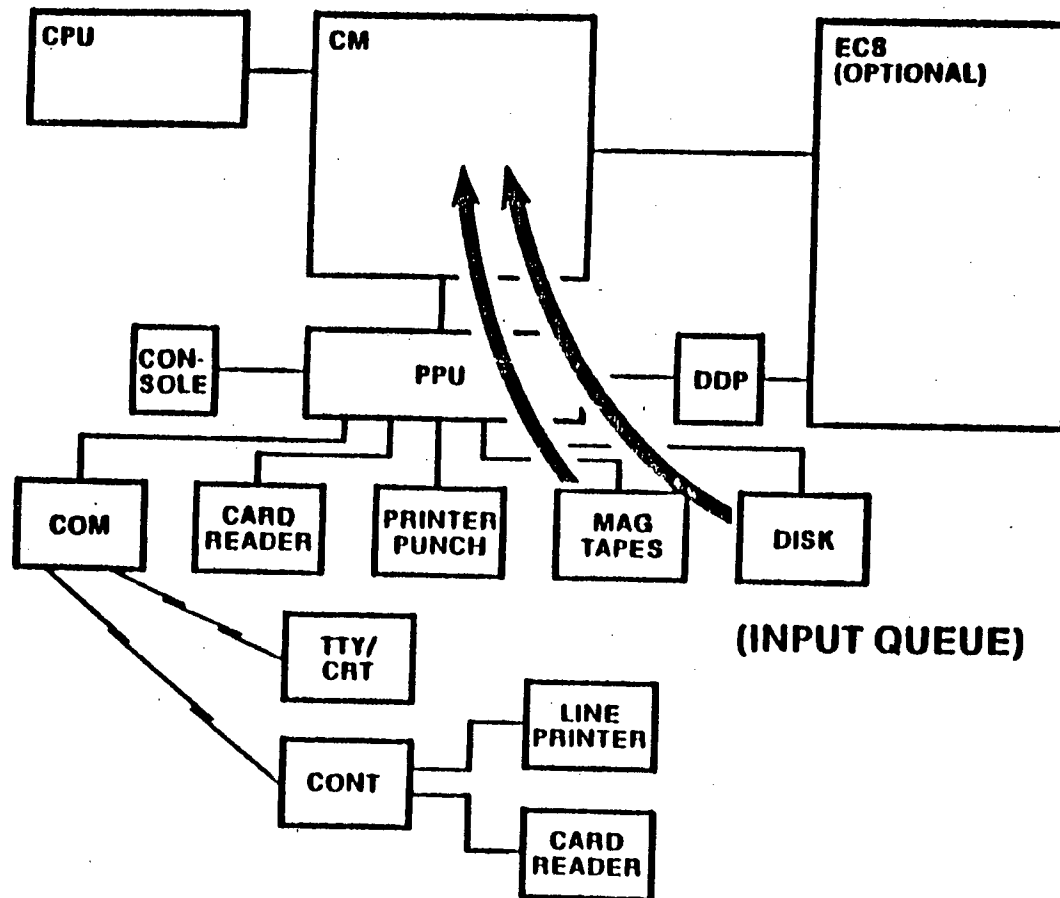 CPU
CM
ECS
(OPTIONAL)
CON-
SOLE
PPU
DDP
COM
CARD
READER
PRINTER
PUNCH
MAG
TAPES
DISK
(INPUT QUEUE)
TTY/
CRT
LINE
PRINTER
CONT
CARD
READER